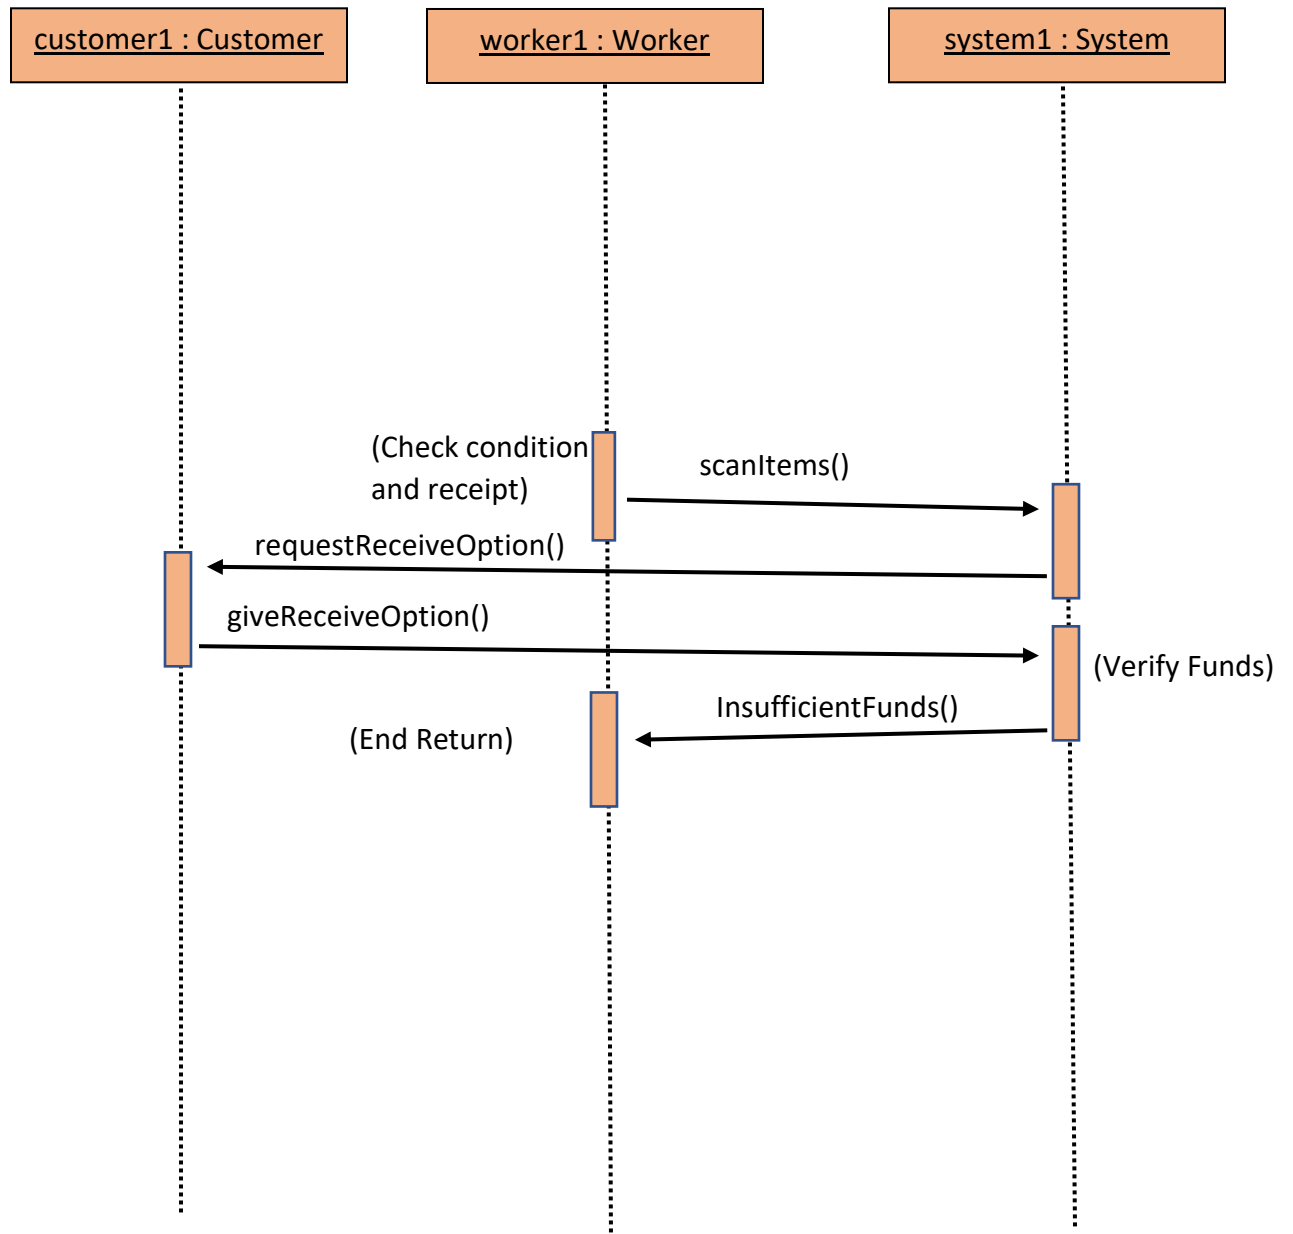 customer1 : Customer
worker1 : Worker
system1 : System
(Check condition
and receipt)
scanItems()
requestReceiveOption()
giveReceiveOption()
(Verify Funds)
InsufficientFunds()
(End Return)